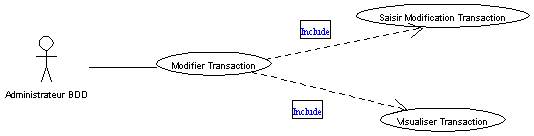 Saisir Modification Transaction
Include
Modifier Transaction
Administrateur BDD
Include
Visualiser Transaction